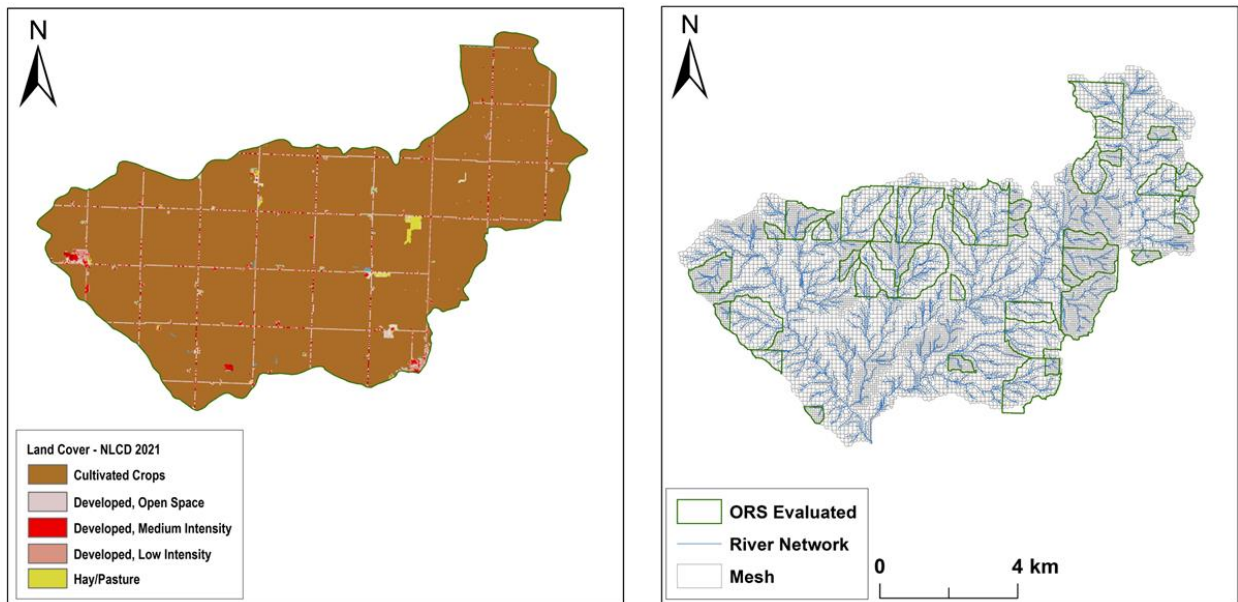 N
Land Cover - NLCD 2021
Cultivated Crops
Developed, Open Space
Developed, Medium Intensity
Developed, Low Intensity
Hay/Pasture
N
ORS Evaluated
River Network
Mesh
0 4 km